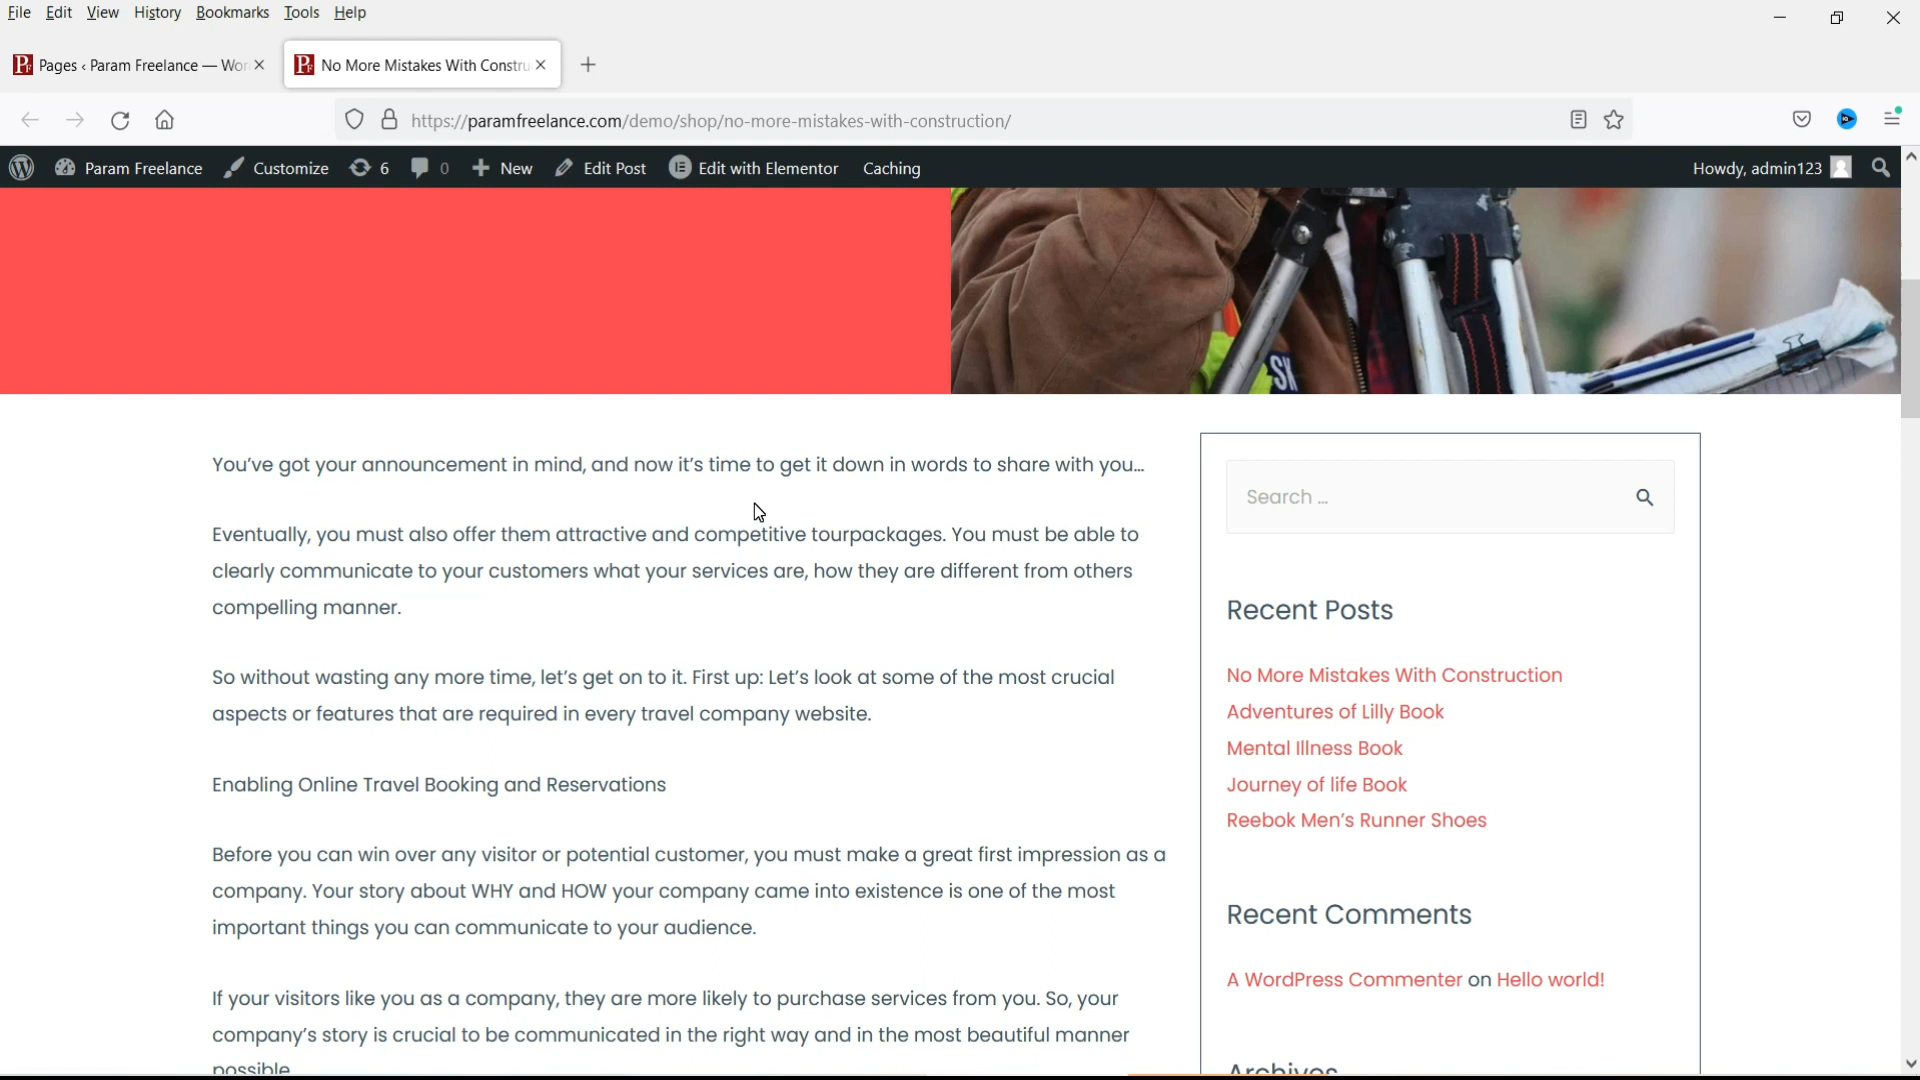 File Edit View History Bookmarks Tools Help
Pages ‹ Param Freelance — Wor
No More Mistakes With Constru
https://paramfreelance.com/demo/shop/no-more-mistakes-with-construction/
Param Freelance Customize 6 0 New Edit Post Edit with Elementor Caching Howdy, admin123
You've got your announcement in mind, and now it's time to get it down in words to share with you...
Eventually, you must also offer them attractive and competitive tourpackages. You must be able to
clearly communicate to your customers what your services are, how they are different from others
compelling manner.
So without wasting any more time, let's get on to it. First up: Let's look at some of the most crucial
aspects or features that are required in every travel company website.
Enabling Online Travel Booking and Reservations
Before you can win over any visitor or potential customer, you must make a great first impression as a
company. Your story about WHY and HOW your company came into existence is one of the most
important things you can communicate to your audience.
If your visitors like you as a company, they are more likely to purchase services from you. So, your
company's story is crucial to be communicated in the right way and in the most beautiful manner
possible
Search ...
Recent Posts
No More Mistakes With Construction
Adventures of Lilly Book
Mental Illness Book
Journey of life Book
Reebok Men's Runner Shoes
Recent Comments
A WordPress Commenter on Hello world!
Archives